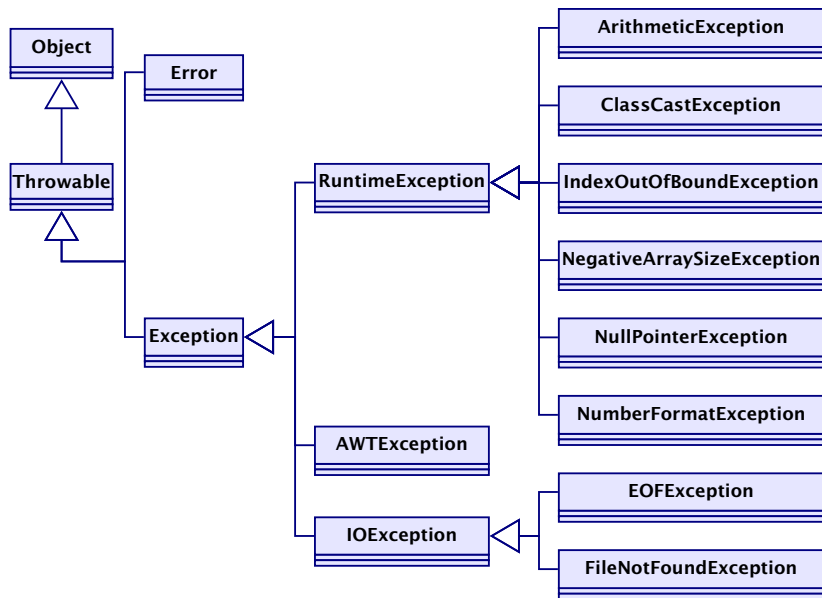 Object
Error
Throwable
Exception
RuntimeException
AWTException
IOException
ArithmeticException
ClassCastException
IndexOutOfBoundException
NegativeArraySizeException
NullPointerException
NumberFormatException
EOFException
FileNotFoundException